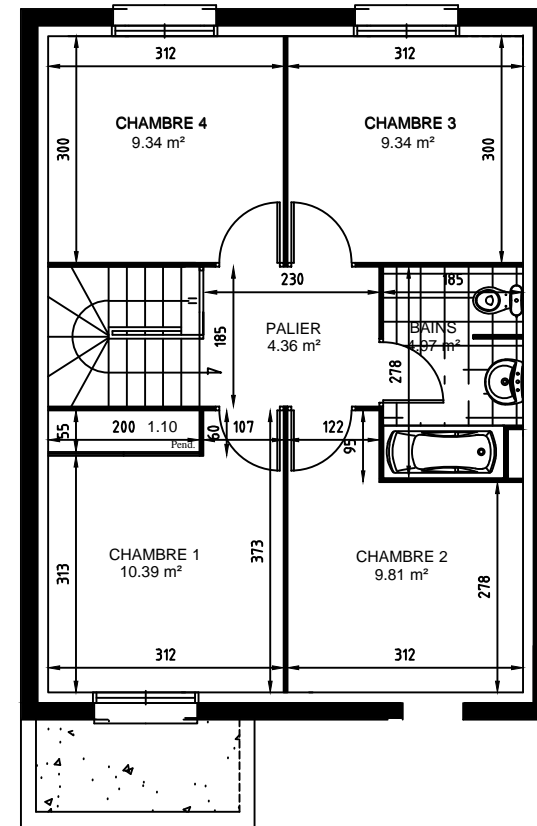 312
312
CHAMBRE 4
9.34 m²
CHAMBRE 3
9.34 m²
300
300
230
185
PALIER
4.36 m²
BAINS
4.97 m²
185
278
55
200
1.10
Pend.
60
107
122
95
CHAMBRE 1
10.39 m²
CHAMBRE 2
9.81 m²
313
373
278
312
312